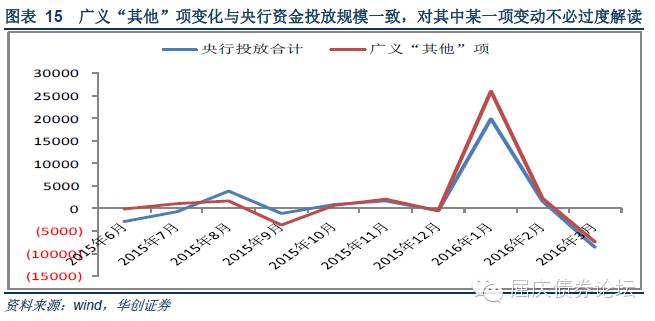 图表 15 广义“其他”项变化与央行资金投放规模一致，对其中某一项变动不必过度解读
央行投放合计 广义“其他”项
30000
25000
20000
15000
10000
5000
0
(5000)
(10000)
(15000)
2015年6月 2015年7月 2015年8月 2015年9月 2015年10月 2015年11月 2015年12月 2016年1月 2016年2月 2016年3月
屈庆债券论坛
资料来源：wind，华创证券